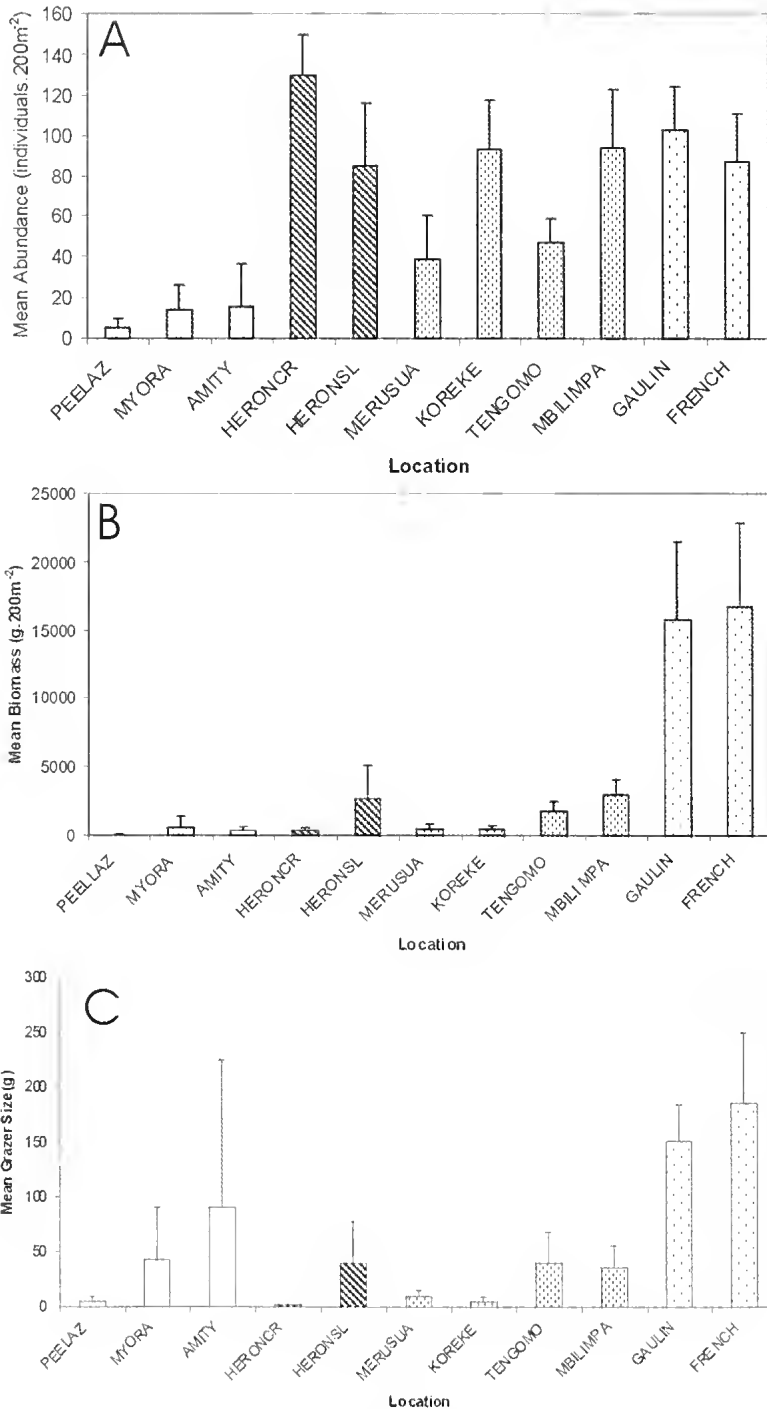 A
Mean Abundance (individuals.200m⁻²)
160
140
120
100
80
60
40
20
0
PEELAZ
MYORA
AMITY
HERONCR
HERONSL
MERUSUA
KOREKE
TENGOMO
MBILIMPA
GAULIN
FRENCH
Location
B
Mean Biomass (g.200m⁻²)
25000
20000
15000
10000
5000
0
PEELLAZ
MYORA
AMITY
HERONCR
HERONSL
MERUSUA
KOREKE
TENGOMO
MBILIMPA
GAULIN
FRENCH
Location
C
Mean Grazer Size (g)
300
250
200
150
100
50
0
PEELAZ
MYORA
AMITY
HERONCR
HERONSL
MERUSUA
KOREKE
TENGOMO
MBILIMPA
GAULIN
FRENCH
Location